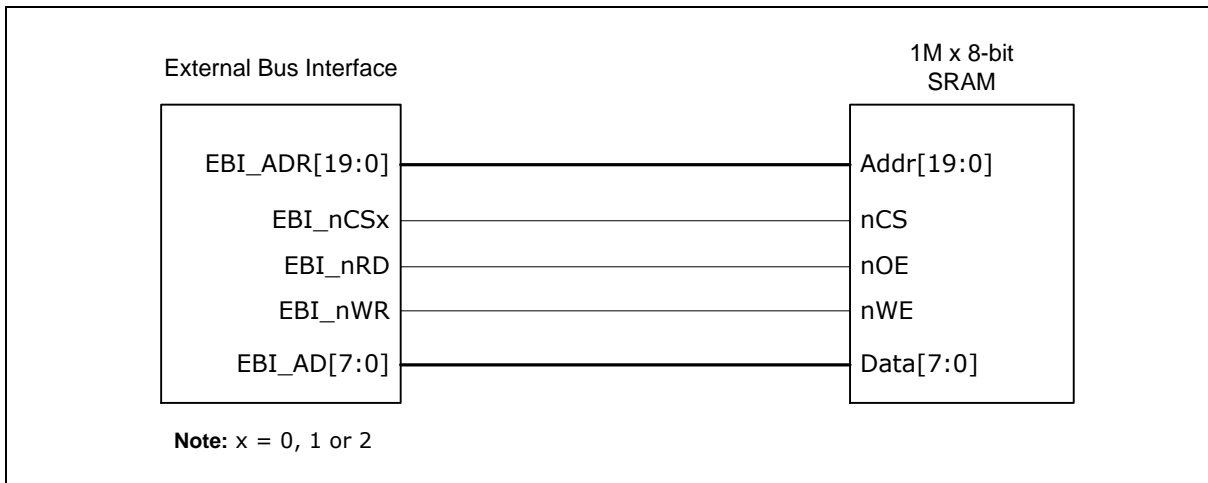 External Bus Interface
1M x 8-bit
SRAM
EBI_ADR[19:0]
Addr[19:0]
EBI_nCSx
nCS
EBI_nRD
nOE
EBI_nWR
nWE
EBI_AD[7:0]
Data[7:0]
Note: x = 0, 1 or 2